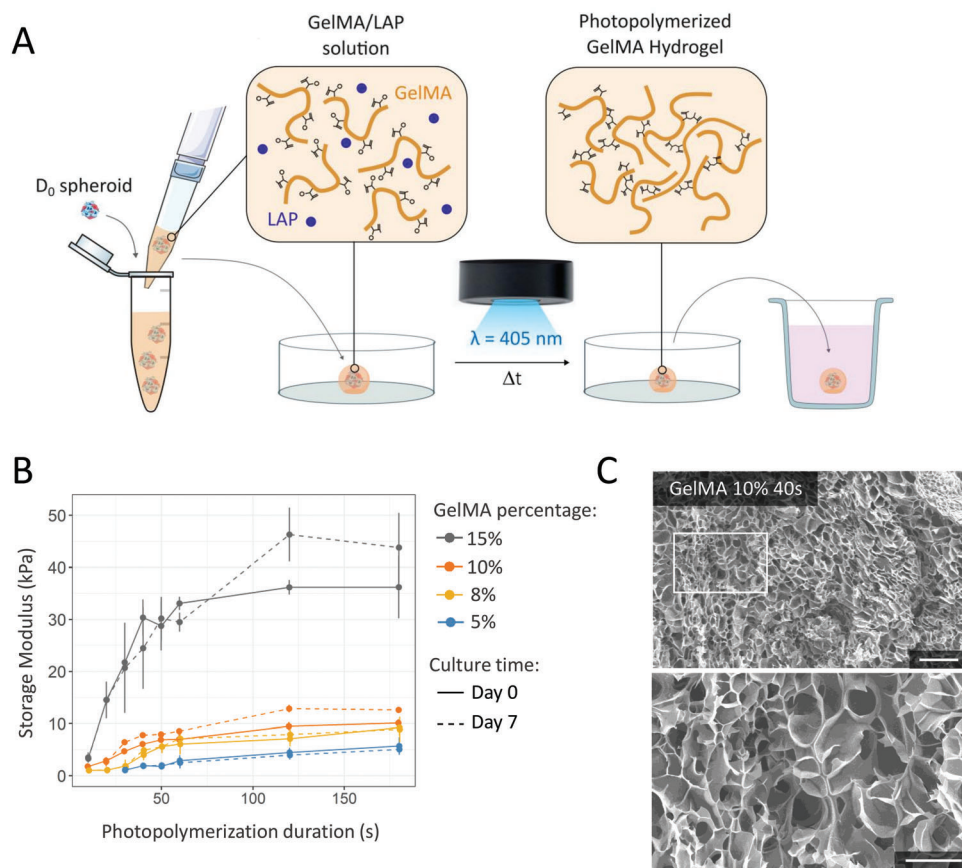 A
GelMA/LAP
solution
Photopolymerized
GelMA Hydrogel
GelMA
LAP
D₀ spheroid
λ = 405 nm
Δt
B
Storage Modulus (kPa)
50
40
30
20
10
0
50
100
150
Photopolymerization duration (s)
GelMA percentage:
15%
10%
8%
5%
Culture time:
Day 0
Day 7
C
GelMA 10% 40s